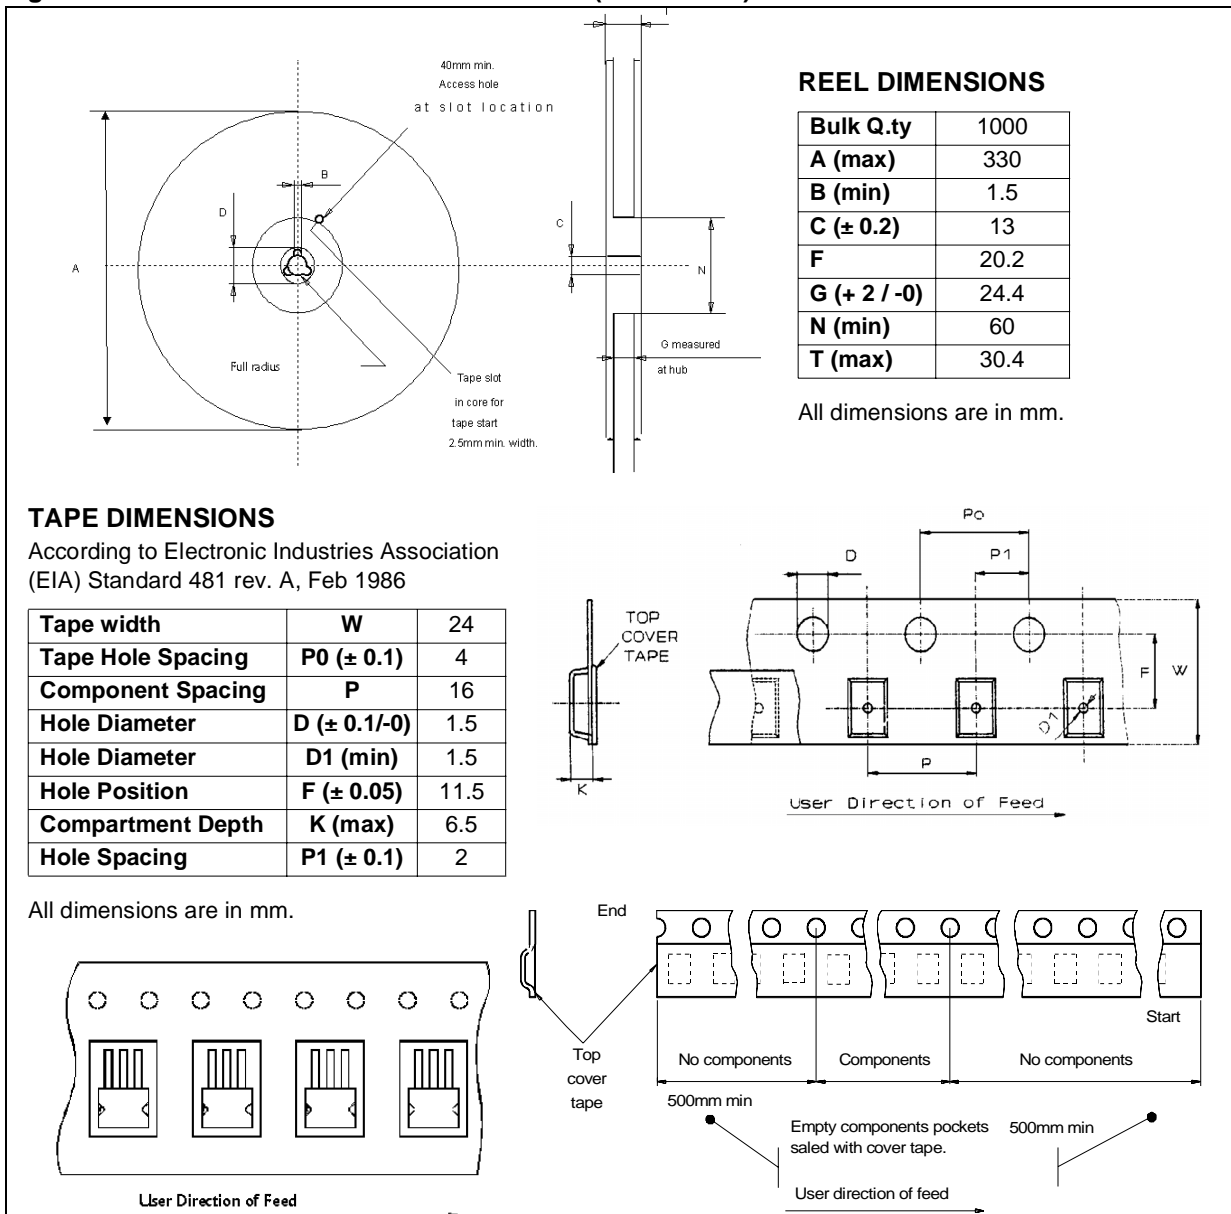 40mm min.
Access hole
at slot location
B
D
A
C
N
Full radius
Tape slot
in core for
tape start
2.5mm min. width.
G measured
at hub
REEL DIMENSIONS
Bulk Q.ty 1000
A (max) 330
B (min) 1.5
C (± 0.2) 13
F 20.2
G (+ 2 / -0) 24.4
N (min) 60
T (max) 30.4
All dimensions are in mm.
TAPE DIMENSIONS
According to Electronic Industries Association
(EIA) Standard 481 rev. A, Feb 1986
Tape width W 24
Tape Hole Spacing P0 (± 0.1) 4
Component Spacing P 16
Hole Diameter D (± 0.1/-0) 1.5
Hole Diameter D1 (min) 1.5
Hole Position F (± 0.05) 11.5
Compartment Depth K (max) 6.5
Hole Spacing P1 (± 0.1) 2
All dimensions are in mm.
Po
D
P1
TOP
COVER
TAPE
F
W
D1
K
P
User Direction of Feed
End
Start
Top
cover
tape
No components
Components
No components
500mm min
Empty components pockets
saled with cover tape.
500mm min
User direction of feed
User Direction of Feed